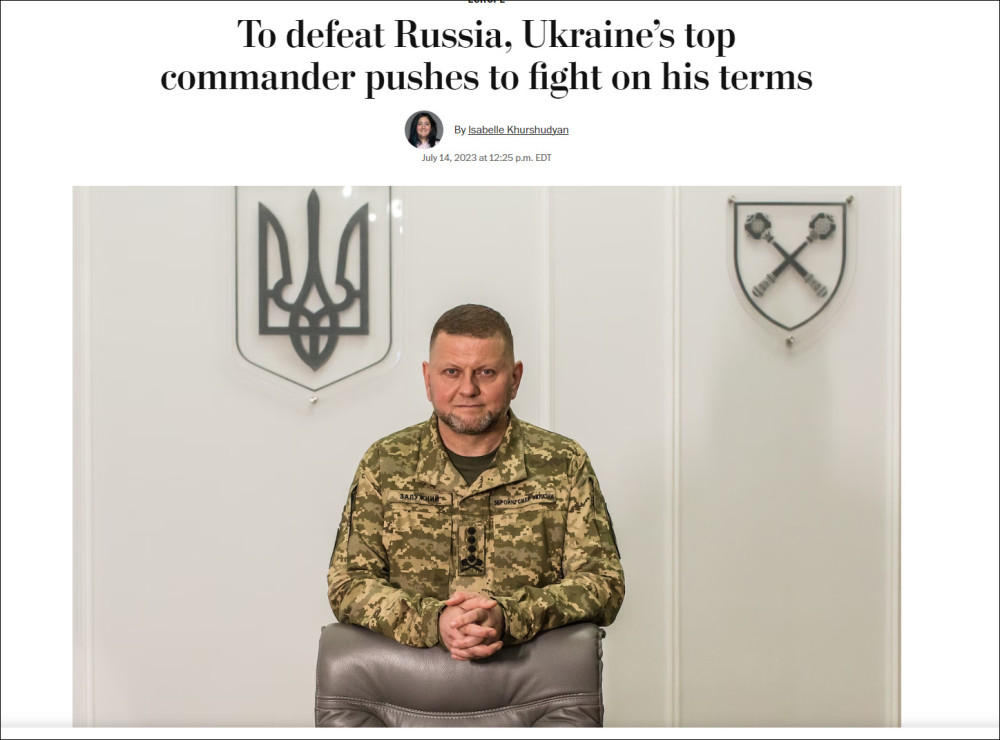 EUROPE
To defeat Russia, Ukraine’s top
commander pushes to fight on his terms
By Isabelle Khurshudyan
July 14, 2023 at 12:25 p.m. EDT
ЗАЛУЖНИЙ
ЗБРОЙНІ СИЛИ УКРАЇНИ